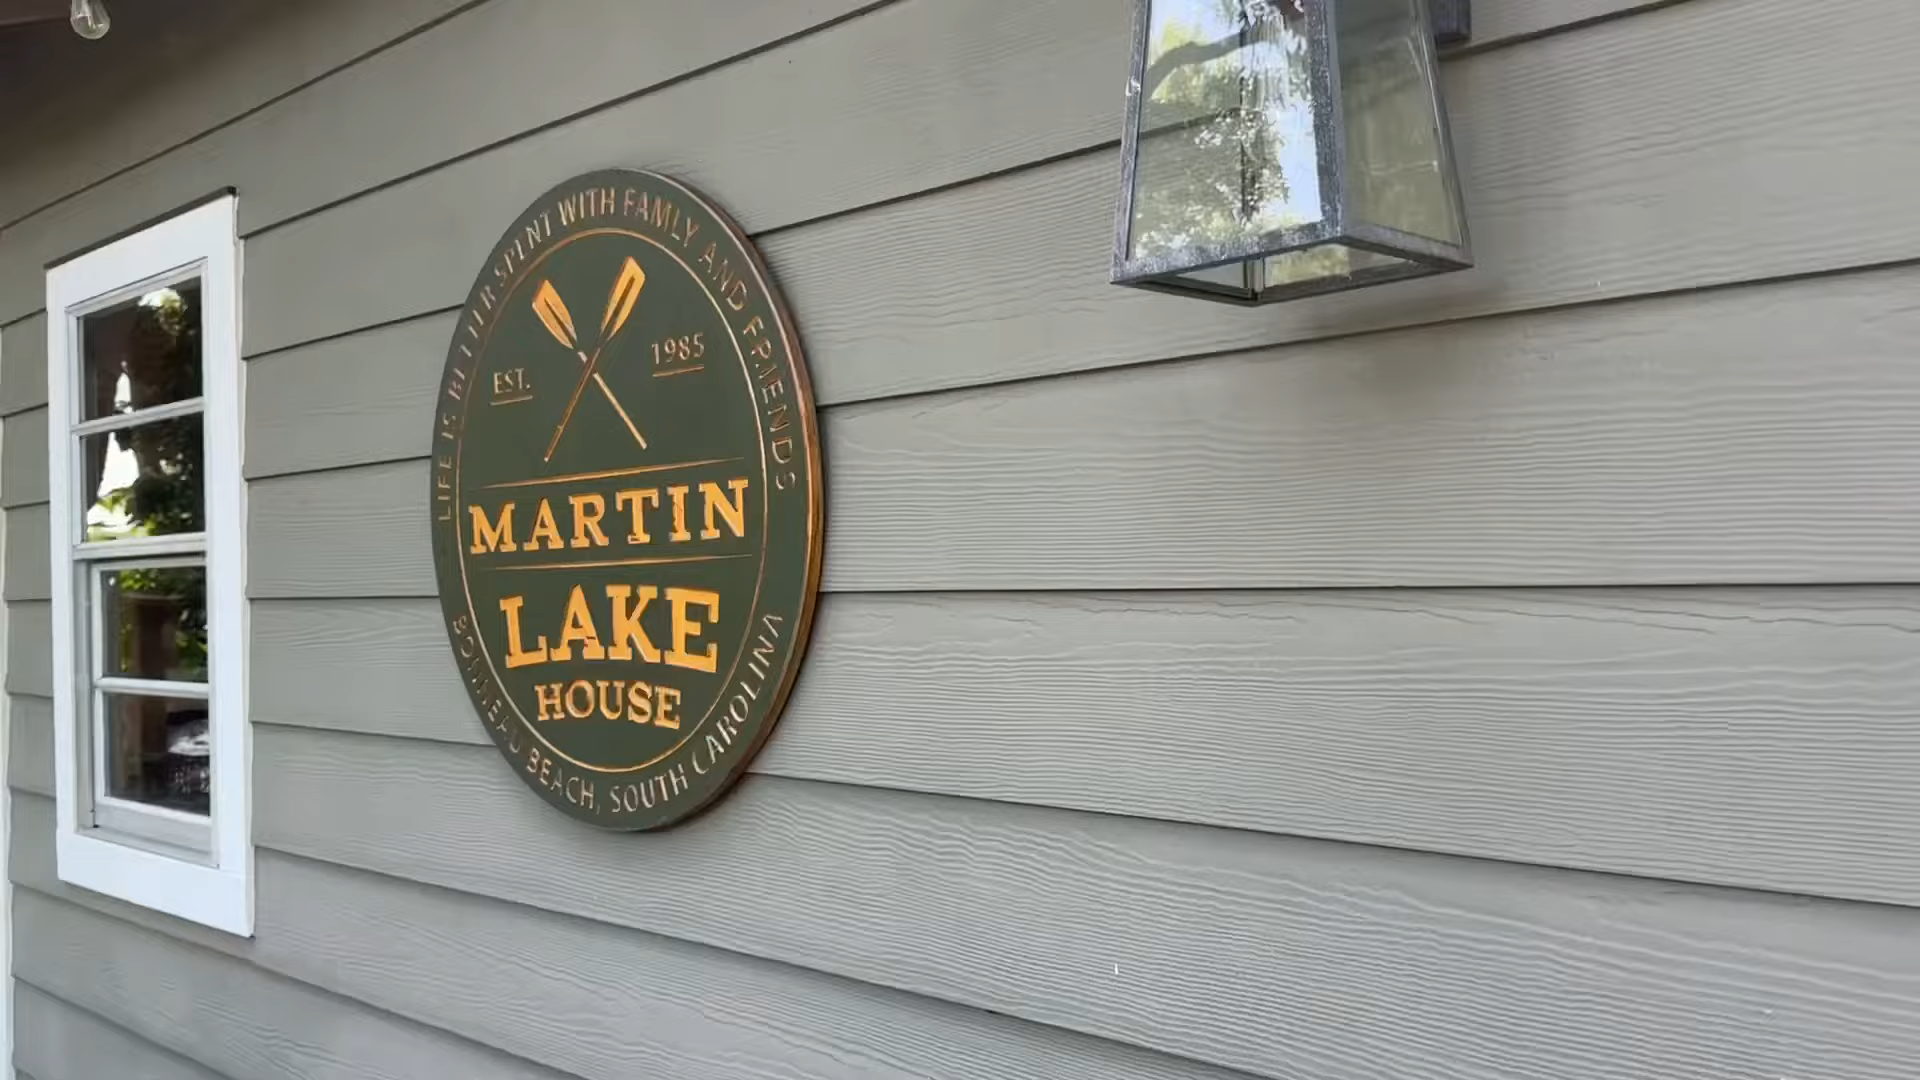 LIFE IS BETTER SPENT WITH FAMILY AND FRIENDS
EST. 1985
MARTIN
LAKE
HOUSE
BONNEAU BEACH, SOUTH CAROLINA